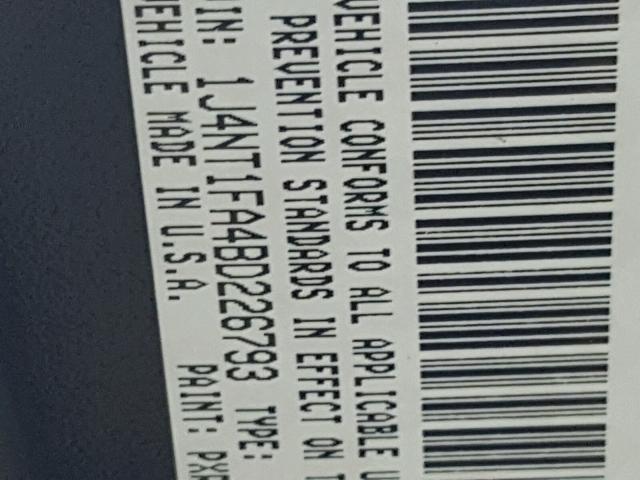 VEHICLE CONFORMS TO ALL APPLICABLE
PREVENTION STANDARDS IN EFFECT ON
VIN: 1J4NT1FA4BD226793 TYPE:
VEHICLE MADE IN U.S.A. PAINT: